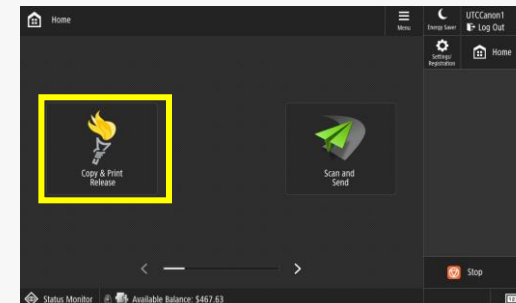 Home
Menu
Energy Saver
UTCCanon1
Log Out
Settings/
Registration
Home
Copy & Print
Release
Scan and
Send
Stop
Status Monitor
Available Balance: $467.63